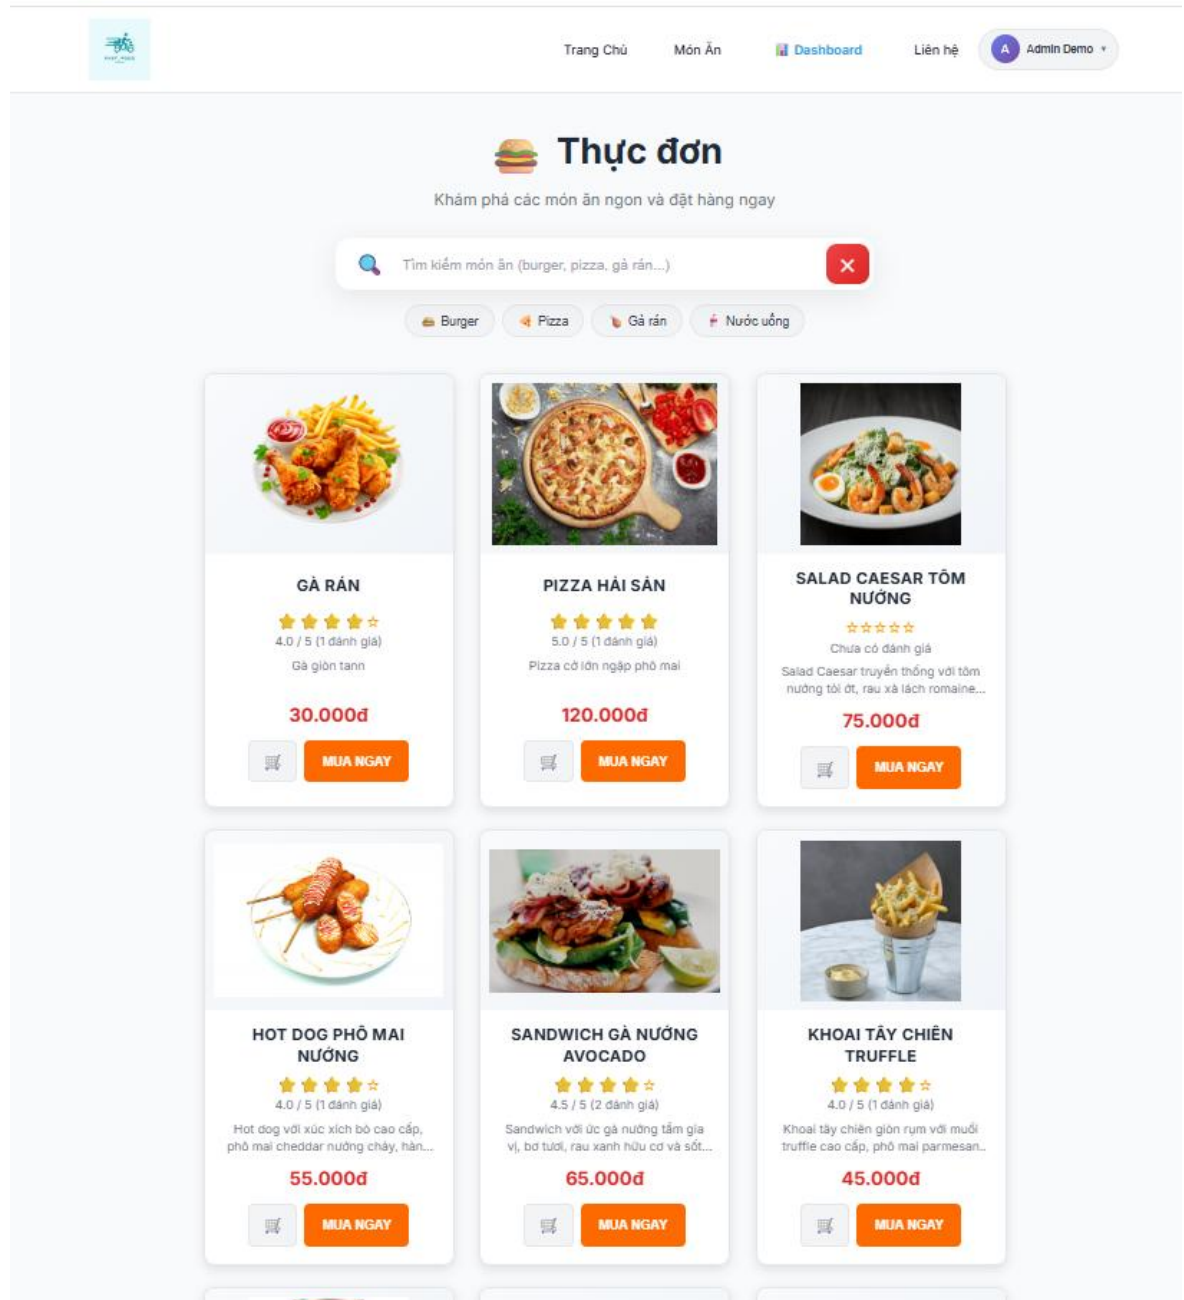 Trang Chủ Món Ăn Dashboard Liên hệ A Admin Demo
Thực đơn
Khám phá các món ăn ngon và đặt hàng ngay
Tìm kiếm món ăn (burger, pizza, gà rán...)
Burger Pizza Gà rán Nước uống
GÀ RÁN
4.0 / 5 (1 đánh giá)
Gà giòn tann
30.000đ
MUA NGAY
PIZZA HẢI SẢN
5.0 / 5 (1 đánh giá)
Pizza cỡ lớn ngập phô mai
120.000đ
MUA NGAY
SALAD CAESAR TÔM
NƯỚNG
Chưa có đánh giá
Salad Caesar truyền thống với tôm
nướng tỏi ớt, rau xà lách romaine...
75.000đ
MUA NGAY
HOT DOG PHÔ MAI
NƯỚNG
4.0 / 5 (1 đánh giá)
Hot dog với xúc xích bò cao cấp,
phô mai cheddar nướng chảy, hàn...
55.000đ
MUA NGAY
SANDWICH GÀ NƯỚNG
AVOCADO
4.5 / 5 (2 đánh giá)
Sandwich với ức gà nướng tẩm gia
vị, bơ tươi, rau xanh hữu cơ và sốt...
65.000đ
MUA NGAY
KHOAI TÂY CHIÊN
TRUFFLE
4.0 / 5 (1 đánh giá)
Khoai tây chiên giòn rụm với muối
truffle cao cấp, phô mai parmesan...
45.000đ
MUA NGAY